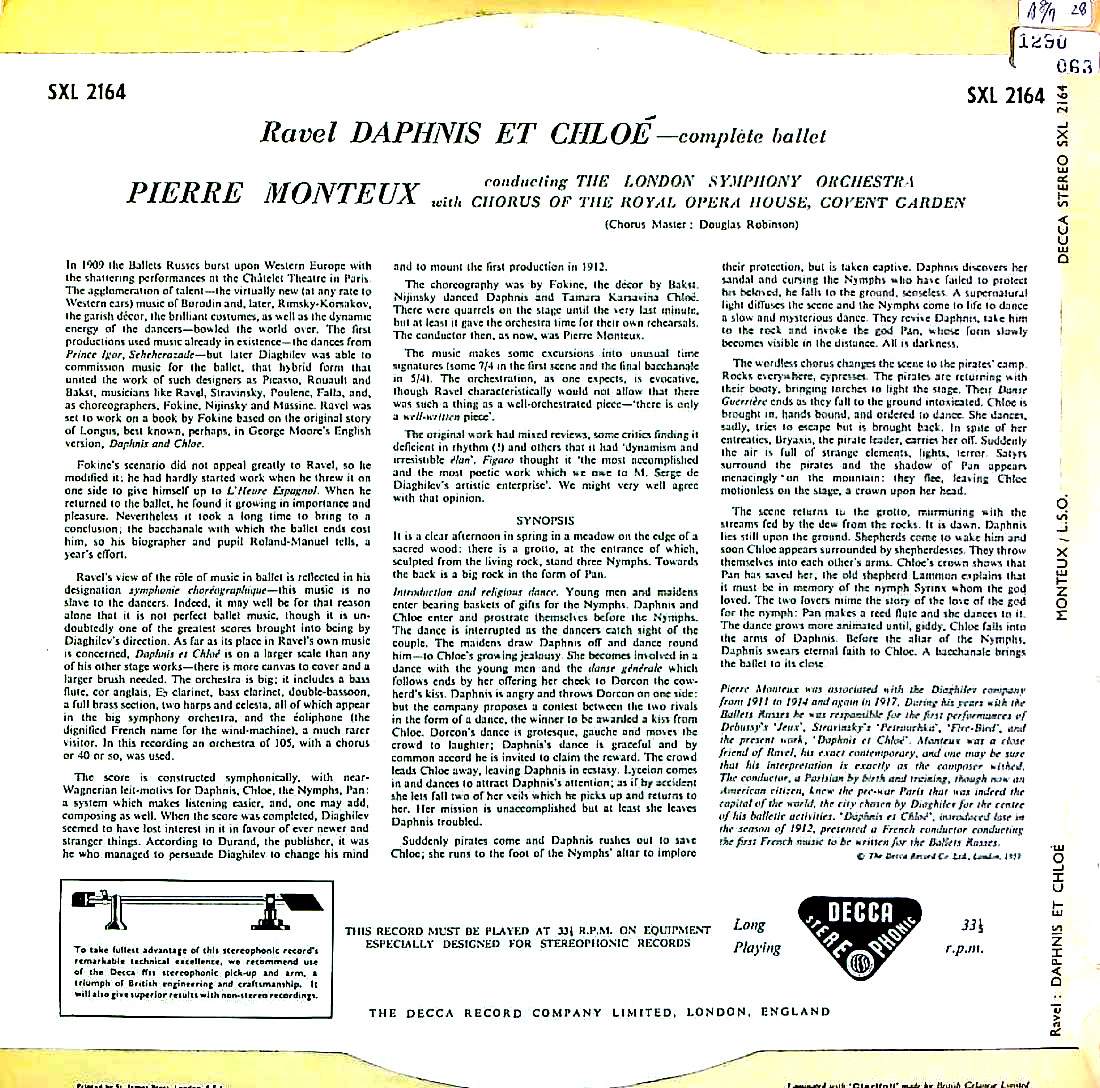 A8/9 28
1290
063
SXL 2164
SXL 2164
Ravel DAPHNIS ET CHLOÉ—complete ballet
PIERRE MONTEUX
conducting THE LONDON SYMPHONY ORCHESTRA
with CHORUS OF THE ROYAL OPERA HOUSE, COVENT GARDEN
(Chorus Master : Douglas Robinson)
In 1909 the Ballets Russes burst upon Western Europe with
the shattering performances at the Châtelet Theatre in Paris.
The agglomeration of talent—the virtually new (at any rate to
Western ears) music of Borodin and, later, Rimsky-Korsakov,
the garish décor, the brilliant costumes, as well as the dynamic
energy of the dancers—bowled the world over. The first
productions used music already in existence—the dances from
Prince Igor, Scheherazade—but later Diaghilev was able to
commission music for the ballet, that hybrid form that
united the work of such designers as Picasso, Rouault and
Bakst, musicians like Ravel, Stravinsky, Poulenc, Falla, and,
as choreographers, Fokine, Nijinsky and Massine. Ravel was
set to work on a book by Fokine based on the original story
of Longus, best known, perhaps, in George Moore's English
version, Daphnis and Chloe.
Fokine's scenario did not appeal greatly to Ravel, so he
modified it; he had hardly started work when he threw it on
one side to give himself up to L'Heure Espagnol. When he
returned to the ballet, he found it growing in importance and
pleasure. Nevertheless it took a long time to bring to a
conclusion; the bacchanale with which the ballet ends cost
him, so his biographer and pupil Roland-Manuel tells, a
year's effort.
Ravel's view of the rôle of music in ballet is reflected in his
designation symphonie choréographique—this music is no
slave to the dancers. Indeed, it may well be for that reason
alone that it is not perfect ballet music, though it is un-
doubtedly one of the greatest scores brought into being by
Diaghilev's direction. As far as its place in Ravel's own music
is concerned, Daphnis et Chloé is on a larger scale than any
of his other stage works—there is more canvas to cover and a
larger brush needed. The orchestra is big; it includes a bass
flute, cor anglais, E♭ clarinet, bass clarinet, double-bassoon,
a full brass section, two harps and celesta, all of which appear
in the big symphony orchestra, and the éoliphone (the
dignified French name for the wind-machine), a much rarer
visitor. In this recording an orchestra of 105, with a chorus
or 40 or so, was used.
The score is constructed symphonically, with near-
Wagnerian leit-motivs for Daphnis, Chloe, the Nymphs, Pan:
a system which makes listening easier, and, one may add,
composing as well. When the score was completed, Diaghilev
seemed to have lost interest in it in favour of ever newer and
stranger things. According to Durand, the publisher, it was
he who managed to persuade Diaghilev to change his mind
and to mount the first production in 1912.
The choreography was by Fokine, the décor by Bakst.
Nijinsky danced Daphnis and Tamara Karsavina Chloé.
There were quarrels on the stage until the very last minute,
but at least it gave the orchestra time for their own rehearsals.
The conductor then, as now, was Pierre Monteux.
The music makes some excursions into unusual time
signatures (some 7/4 in the first scene and the final bacchanale
in 5/4). The orchestration, as one expects, is evocative,
though Ravel characteristically would not allow that there
was such a thing as a well-orchestrated piece—'there is only
a well-written piece'.
The original work had mixed reviews, some critics finding it
deficient in rhythm (!) and others that it had 'dynamism and
irresistible élan'. Figaro thought it 'the most accomplished
and the most poetic work which we owe to M. Serge de
Diaghilev's artistic enterprise'. We might very well agree
with that opinion.
SYNOPSIS
It is a clear afternoon in spring in a meadow on the edge of a
sacred wood: there is a grotto, at the entrance of which,
sculpted from the living rock, stand three Nymphs. Towards
the back is a big rock in the form of Pan.
Introduction and religious dance. Young men and maidens
enter bearing baskets of gifts for the Nymphs. Daphnis and
Chloe enter and prostrate themselves before the Nymphs.
The dance is interrupted as the dancers catch sight of the
couple. The maidens draw Daphnis off and dance round
him—to Chloe's growing jealousy. She becomes involved in a
dance with the young men and the danse générale which
follows ends by her offering her cheek to Dorcon the cow-
herd's kiss. Daphnis is angry and throws Dorcon on one side:
but the company proposes a contest between the two rivals
in the form of a dance, the winner to be awarded a kiss from
Chloe. Dorcon's dance is grotesque, gauche and moves the
crowd to laughter; Daphnis's dance is graceful and by
common accord he is invited to claim the reward. The crowd
leads Chloe away, leaving Daphnis in ecstasy. Lyceion comes
in and dances to attract Daphnis's attention; as if by accident
she lets fall two of her veils which he picks up and returns to
her. Her mission is unaccomplished but at least she leaves
Daphnis troubled.
Suddenly pirates come and Daphnis rushes out to save
Chloe; she runs to the foot of the Nymphs' altar to implore
their protection, but is taken captive. Daphnis discovers her
sandal and cursing the Nymphs who have failed to protect
his beloved, he falls to the ground, senseless. A supernatural
light diffuses the scene and the Nymphs come to life to dance
a slow and mysterious dance. They revive Daphnis, take him
to the rock and invoke the god Pan, whose form slowly
becomes visible in the distance. All is darkness.
The wordless chorus changes the scene to the pirates' camp.
Rocks everywhere, cypresses. The pirates are returning with
their booty, bringing torches to light the stage. Their Danse
Guerrière ends as they fall to the ground intoxicated. Chloe is
brought in, hands bound, and ordered to dance. She dances,
sadly, tries to escape but is brought back. In spite of her
entreaties, Bryaxis, the pirate leader, carries her off. Suddenly
the air is full of strange elements, lights, terror. Satyrs
surround the pirates and the shadow of Pan appears
menacingly on the mountain: they flee, leaving Chloe
motionless on the stage, a crown upon her head.
The scene returns to the grotto, murmuring with the
streams fed by the dew from the rocks. It is dawn. Daphnis
lies still upon the ground. Shepherds come to wake him and
soon Chloe appears surrounded by shepherdesses. They throw
themselves into each other's arms. Chloe's crown shows that
Pan has saved her, the old shepherd Lammon explains that
it must be in memory of the nymph Syrinx whom the god
loved. The two lovers mime the story of the love of the god
for the nymph: Pan makes a reed flute and she dances to it.
The dance grows more animated until, giddy, Chloe falls into
the arms of Daphnis. Before the altar of the Nymphs,
Daphnis swears eternal faith to Chloe. A bacchanale brings
the ballet to its close
Pierre Monteux was associated with the Diaghilev company
from 1911 to 1914 and again in 1917. During his years with the
Ballets Russes he was responsible for the first performances of
Debussy's 'Jeux', Stravinsky's 'Petrouchka', 'Fire-Bird', and
the present work, 'Daphnis et Chloé'. Monteux was a close
friend of Ravel, his exact contemporary, and one may be sure
that his interpretation is exactly as the composer wished.
The conductor, a Parisian by birth and training, though now an
American citizen, knew the pre-war Paris that was indeed the
capital of the world, the city chosen by Diaghilev for the centre
of his balletic activities. 'Daphnis et Chloé', introduced late in
the season of 1912, presented a French conductor conducting
the first French music to be written for the Ballets Russes.
© The Decca Record Co. Ltd., London, 1959
To take fullest advantage of this stereophonic record's
remarkable technical excellence, we recommend use
of the Decca ffss stereophonic pick-up and arm, a
triumph of British engineering and craftsmanship. It
will also give superior results with non-stereo recordings.
THIS RECORD MUST BE PLAYED AT 33⅓ R.P.M. ON EQUIPMENT
ESPECIALLY DESIGNED FOR STEREOPHONIC RECORDS
Long
Playing
DECCA
STEREOPHONIC
33⅓
r.p.m.
THE DECCA RECORD COMPANY LIMITED, LONDON, ENGLAND
DECCA STEREO SXL 2164
MONTEUX / L.S.O.
Ravel : DAPHNIS ET CHLOÉ
Printed by St. James Press, London
Laminated with 'Clarifoil' made by British Celanese Limited